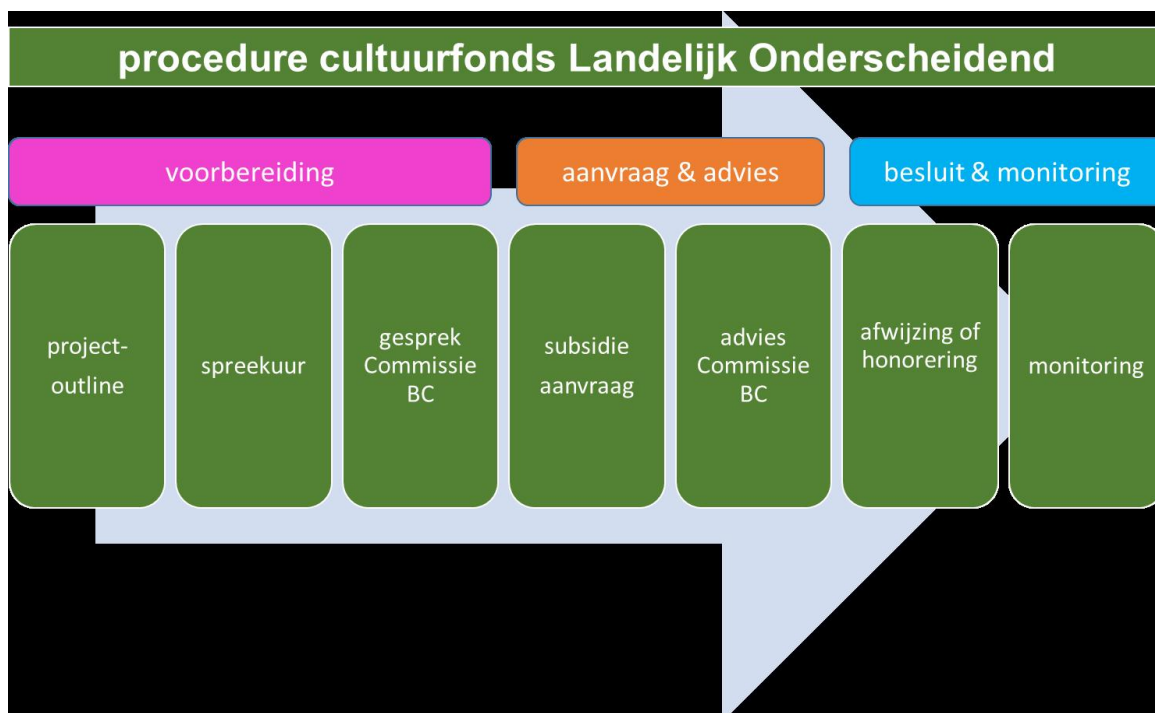 procedure cultuurfonds Landelijk Onderscheidend
voorbereiding
aanvraag & advies
besluit & monitoring
project-
outline
spreekuur
gesprek
Commissie
BC
subsidie
aanvraag
advies
Commissie
BC
afwijzing of
honorering
monitoring